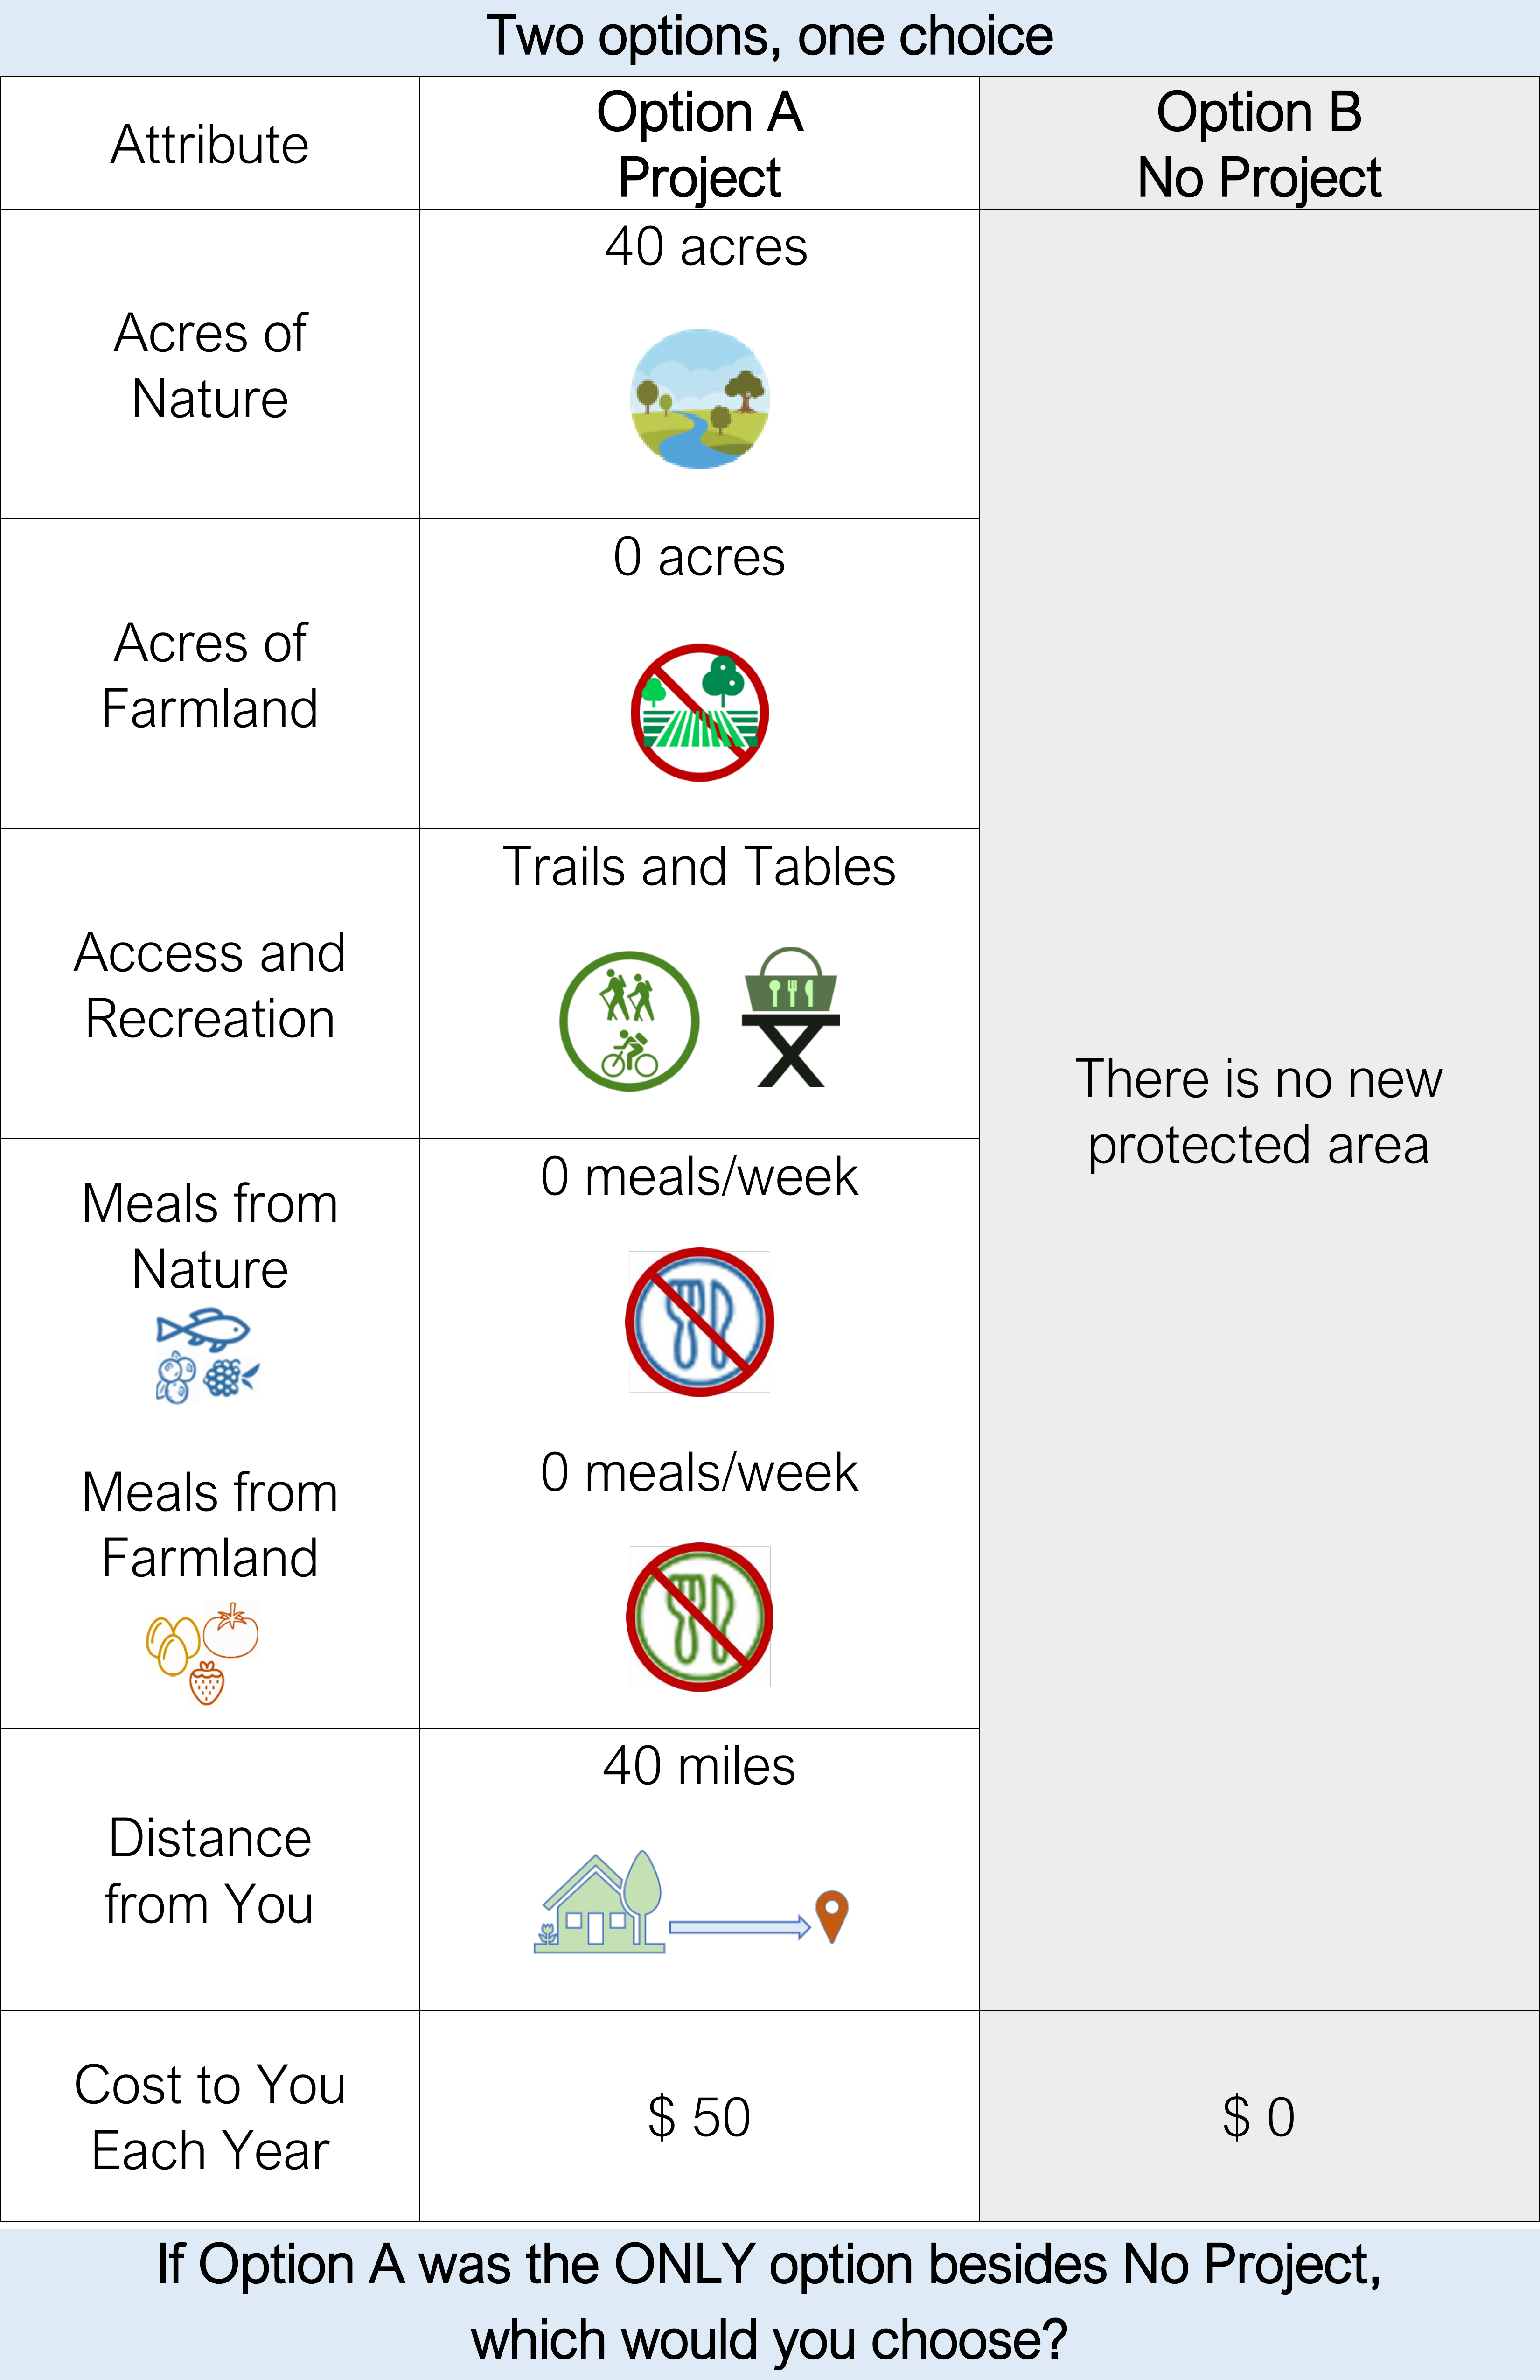 Two options, one choice
Attribute
Option A
Project
Option B
No Project
Acres of
Nature
40 acres
Acres of
Farmland
0 acres
Access and
Recreation
Trails and Tables
There is no new
protected area
Meals from
Nature
0 meals/week
Meals from
Farmland
0 meals/week
Distance
from You
40 miles
Cost to You
Each Year
$ 50
$ 0
If Option A was the ONLY option besides No Project,
which would you choose?